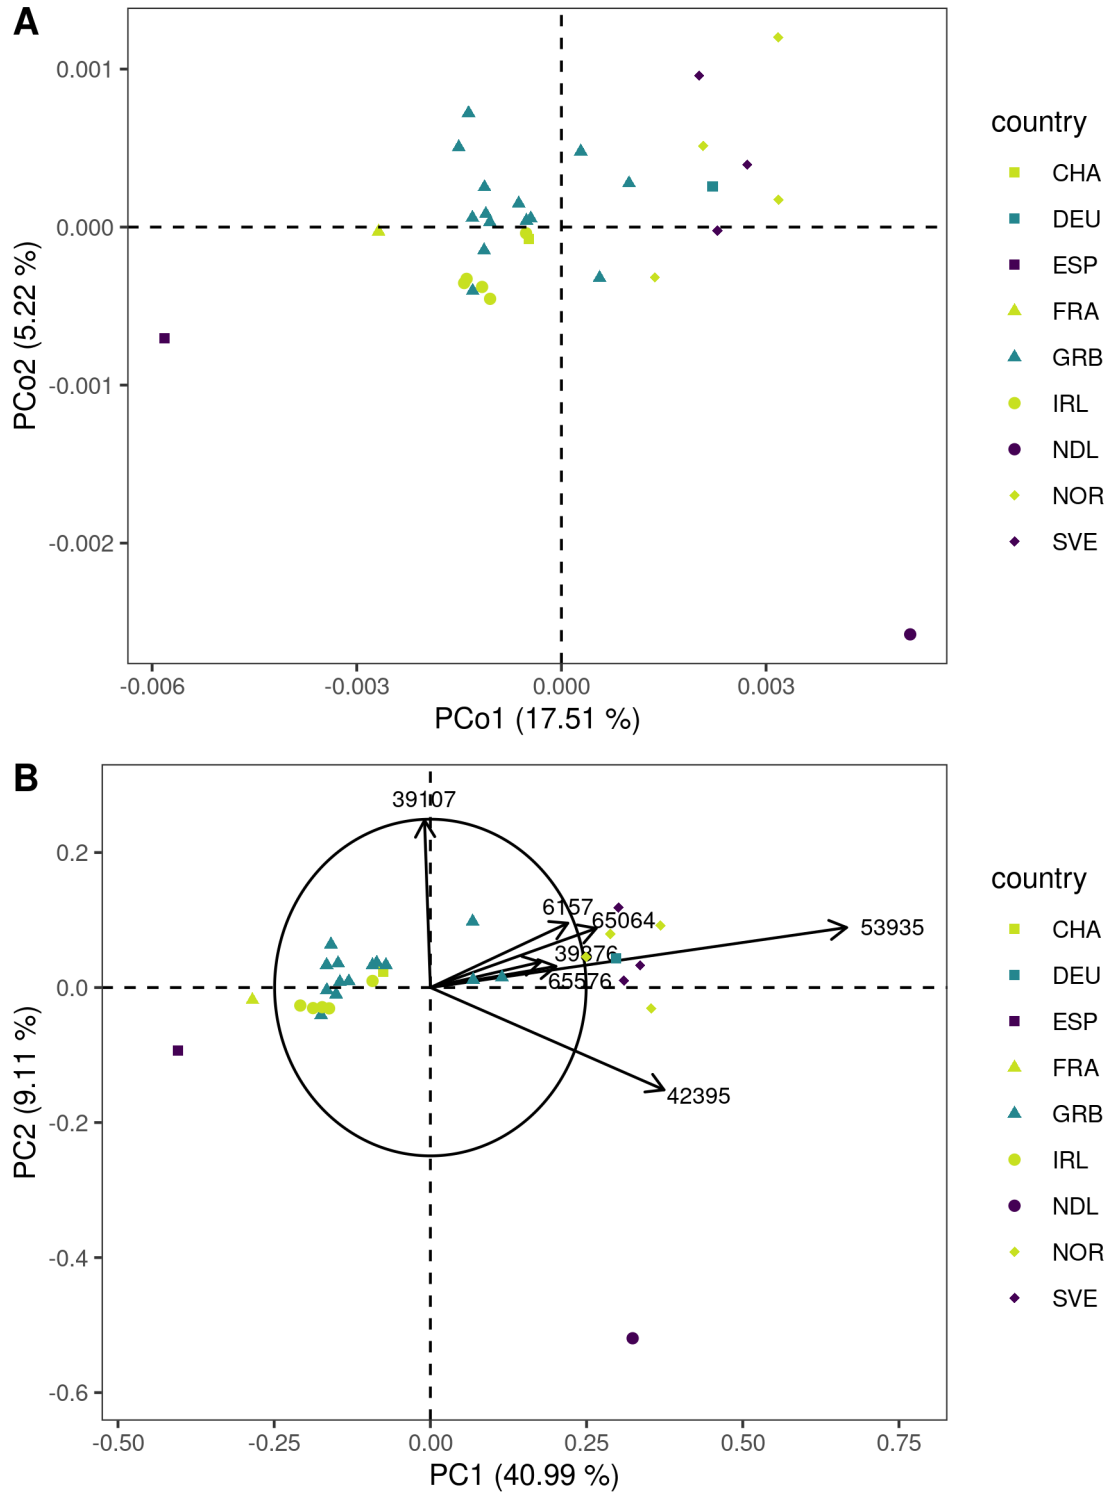 A
0.001
0.000
-0.001
-0.002
PCo2 (5.22 %)
-0.006
-0.003
0.000
0.003
PCo1 (17.51 %)
country
CHA
DEU
ESP
FRA
GRB
IRL
NDL
NOR
SVE
B
0.2
0.0
-0.2
-0.4
-0.6
PC2 (9.11 %)
39107
6157
65064
53935
39876
65576
42395
-0.50
-0.25
0.00
0.25
0.50
0.75
PC1 (40.99 %)
country
CHA
DEU
ESP
FRA
GRB
IRL
NDL
NOR
SVE